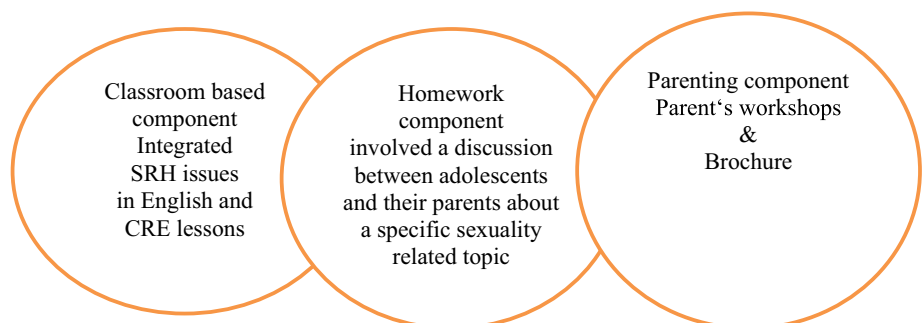 Classroom based
component
Integrated
SRH issues
in English and
CRE lessons
Homework
component
involved a discussion
between adolescents
and their parents about
a specific sexuality
related topic
Parenting component
Parent‘s workshops
&
Brochure